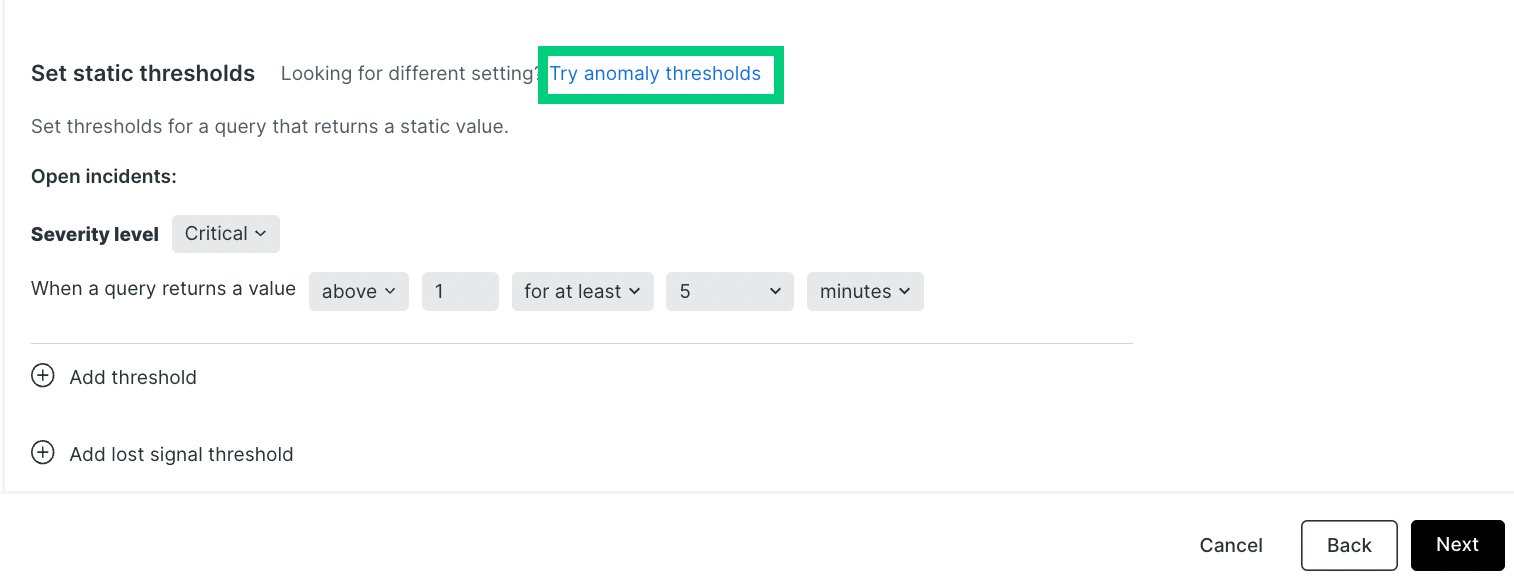 Set static thresholds Looking for different setting? Try anomaly thresholds
Set thresholds for a query that returns a static value.
Open incidents:
Severity level Critical
When a query returns a value above 1 for at least 5 minutes
Add threshold
Add lost signal threshold
Cancel Back Next